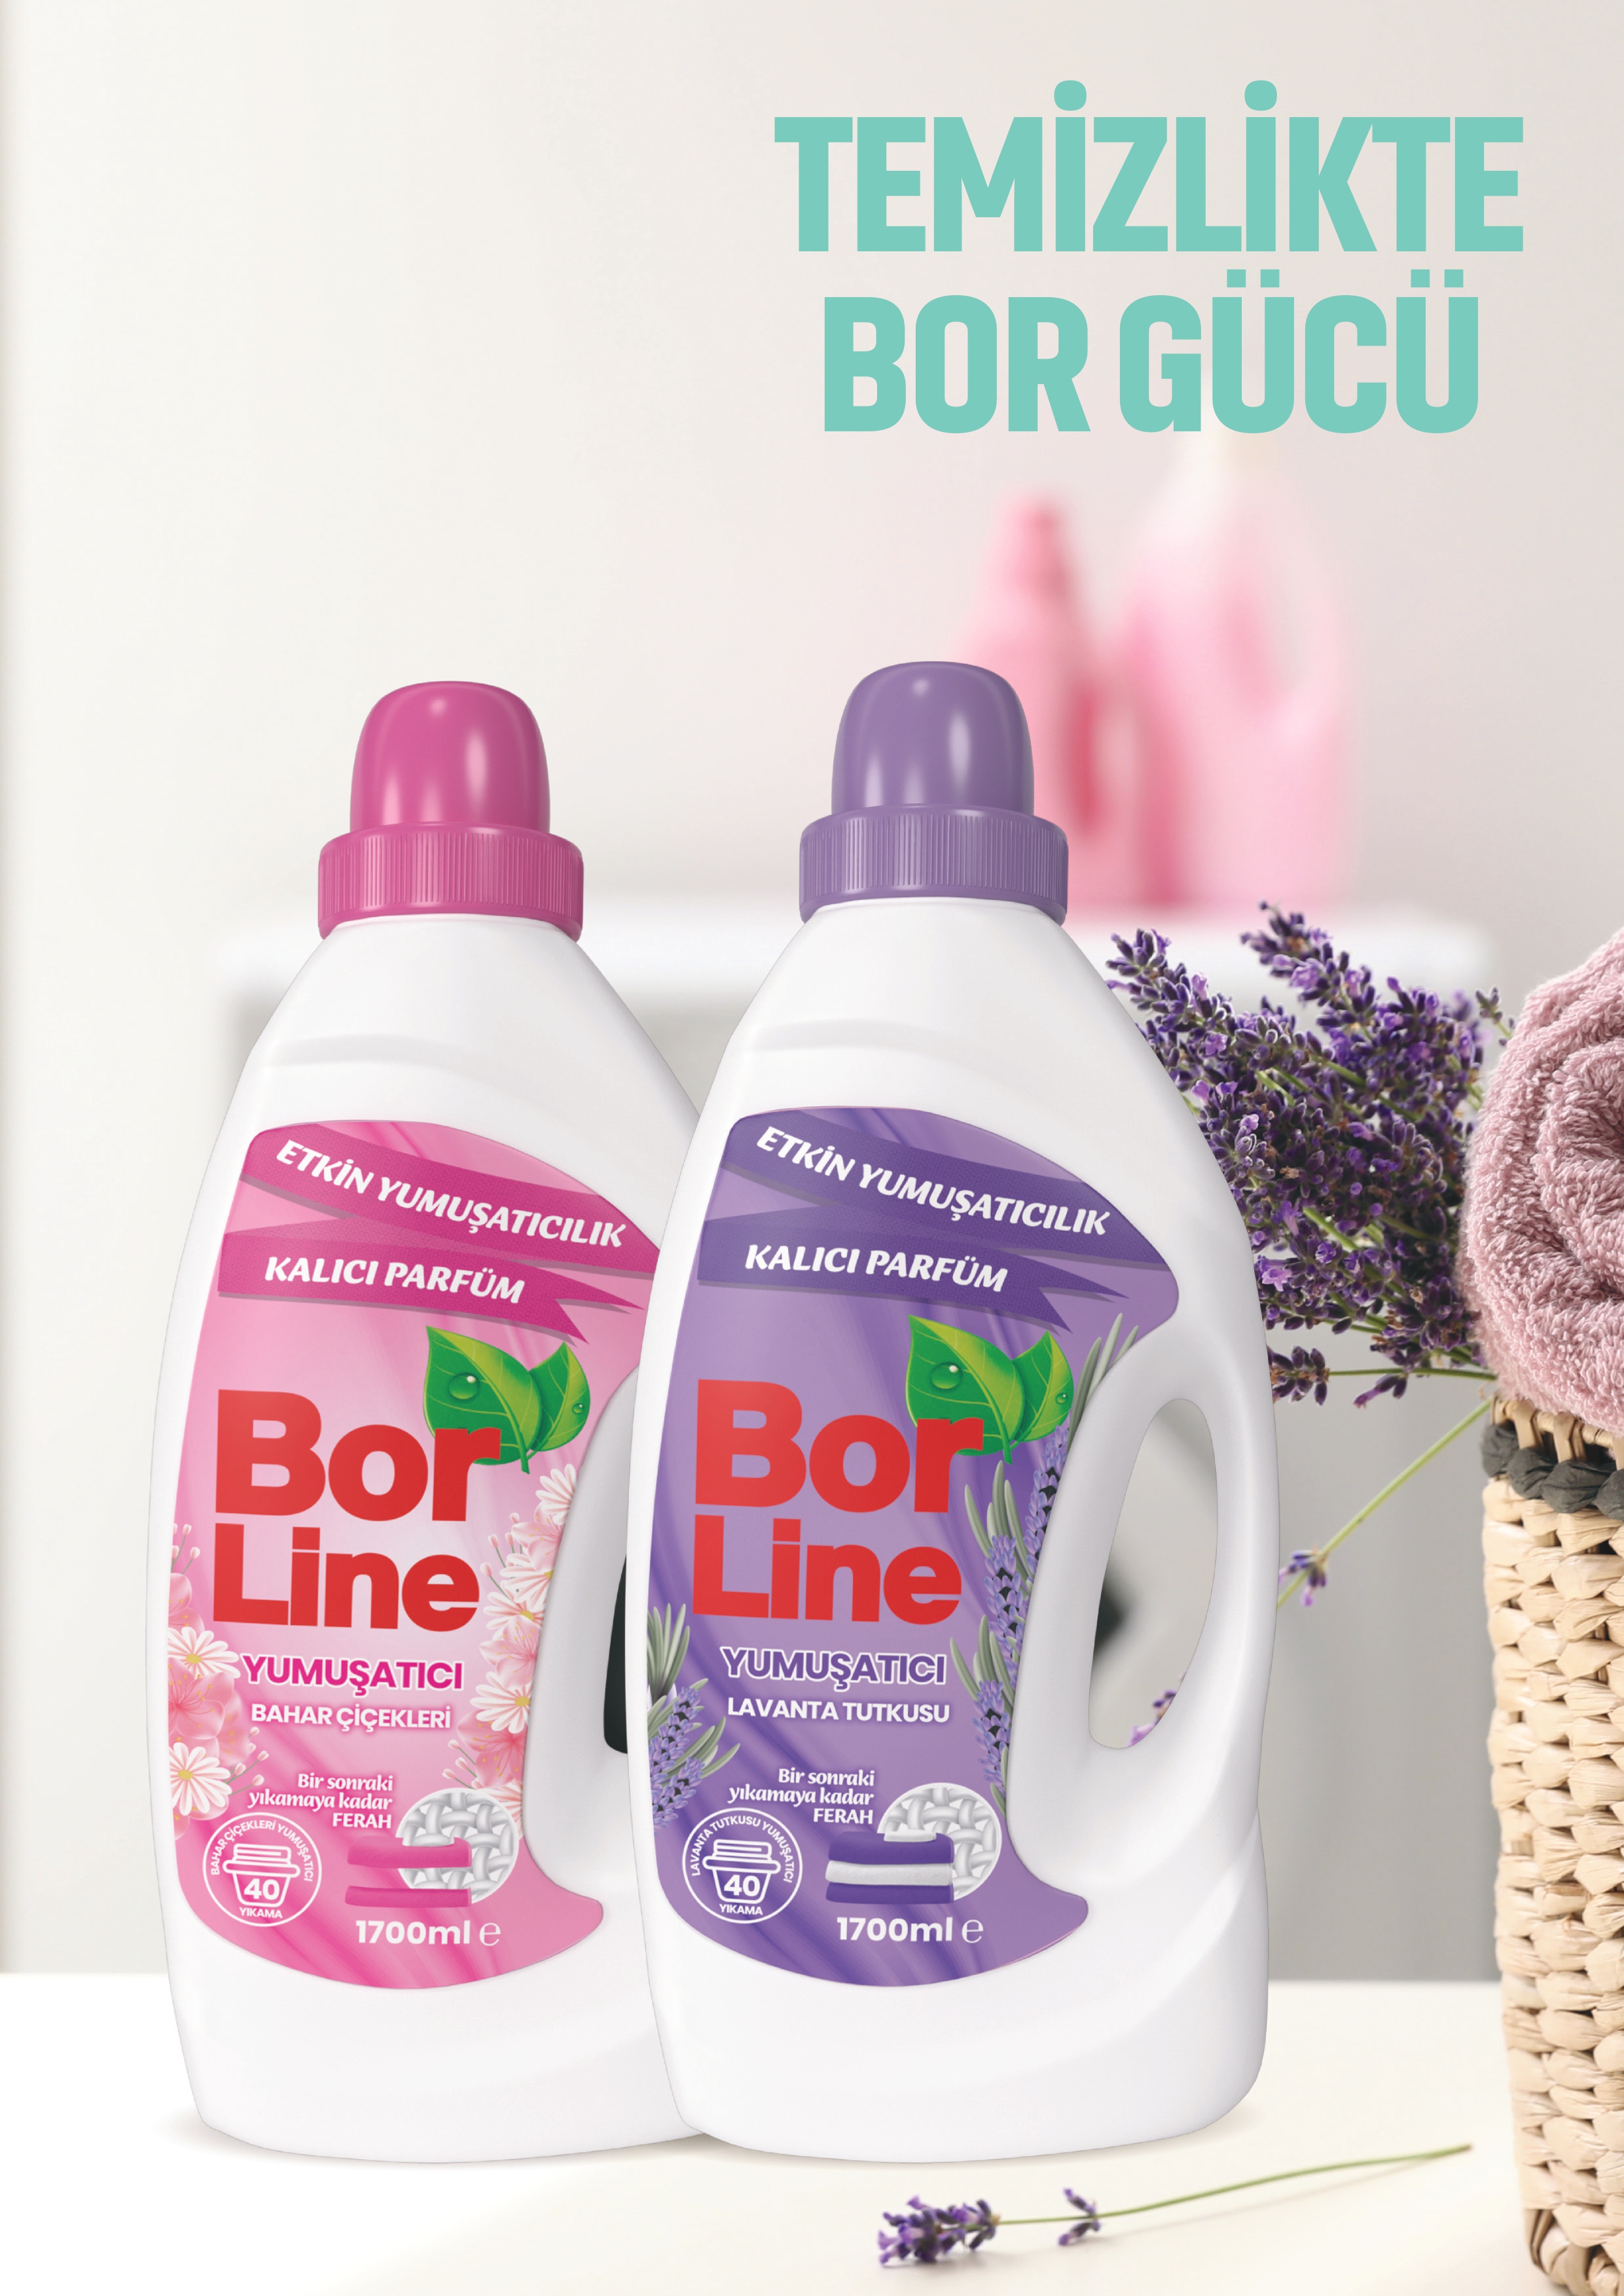 TEMİZLİKTE
BOR GÜCÜ
ETKİN YUMUŞATICILIK
KALICI PARFÜM
Bor
Line
YUMUŞATICI
BAHAR ÇİÇEKLERİ
Bir sonraki
yıkamaya kadar
FERAH
BAHAR ÇİÇEKLERİ YUMUŞATICI
40
YIKAMA
1700ml e
ETKİN YUMUŞATICILIK
KALICI PARFÜM
Bor
Line
YUMUŞATICI
LAVANTA TUTKUSU
Bir sonraki
yıkamaya kadar
FERAH
LAVANTA TUTKUSU YUMUŞATICI
40
YIKAMA
1700ml e